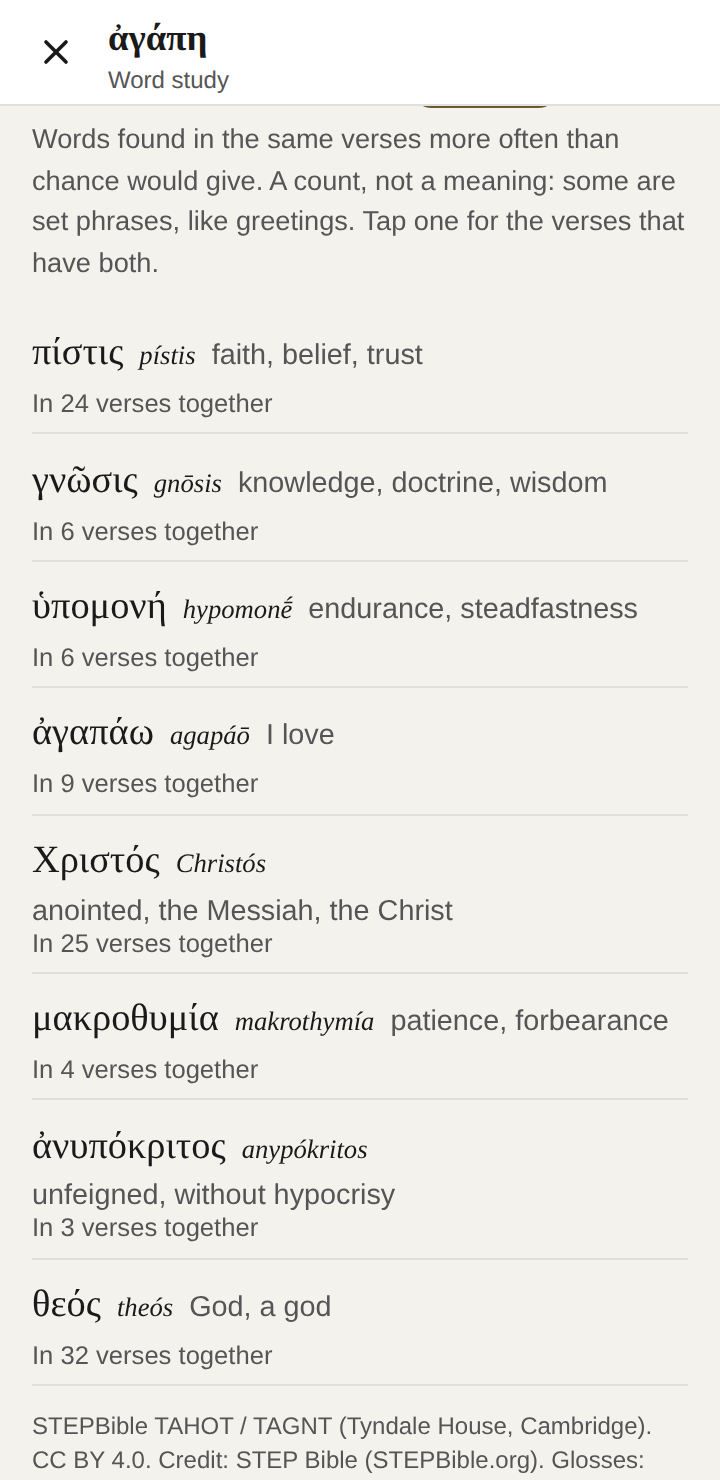 ἀγάπη
Word study
Words found in the same verses more often than
chance would give. A count, not a meaning: some are
set phrases, like greetings. Tap one for the verses that
have both.
πίστις pístis faith, belief, trust
In 24 verses together
γνῶσις gnōsis knowledge, doctrine, wisdom
In 6 verses together
ὑπομονή hypomonḗ endurance, steadfastness
In 6 verses together
ἀγαπάω agapáō I love
In 9 verses together
Χριστός Christós
anointed, the Messiah, the Christ
In 25 verses together
μακροθυμία makrothymía patience, forbearance
In 4 verses together
ἀνυπόκριτος anypókritos
unfeigned, without hypocrisy
In 3 verses together
θεός theós God, a god
In 32 verses together
STEPBible TAHOT / TAGNT (Tyndale House, Cambridge).
CC BY 4.0. Credit: STEP Bible (STEPBible.org). Glosses: